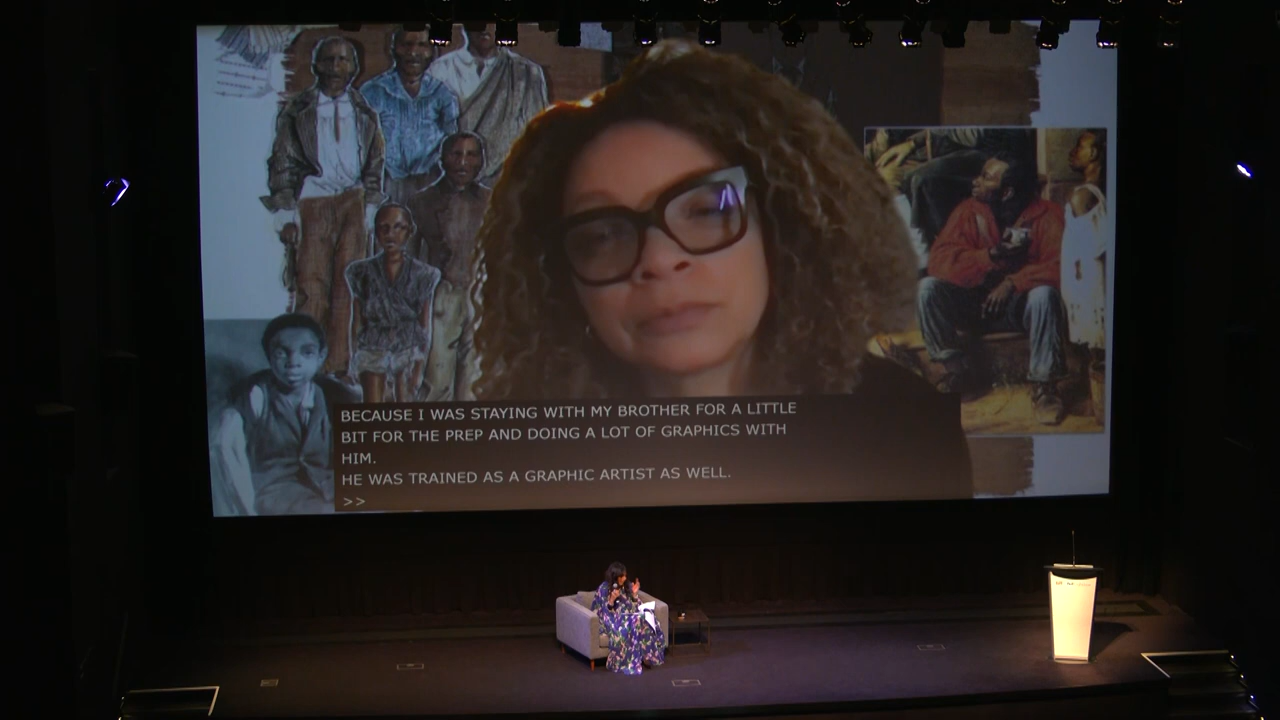 BECAUSE I WAS STAYING WITH MY BROTHER FOR A LITTLE
BIT FOR THE PREP AND DOING A LOT OF GRAPHICS WITH
HIM.
HE WAS TRAINED AS A GRAPHIC ARTIST AS WELL.
>>